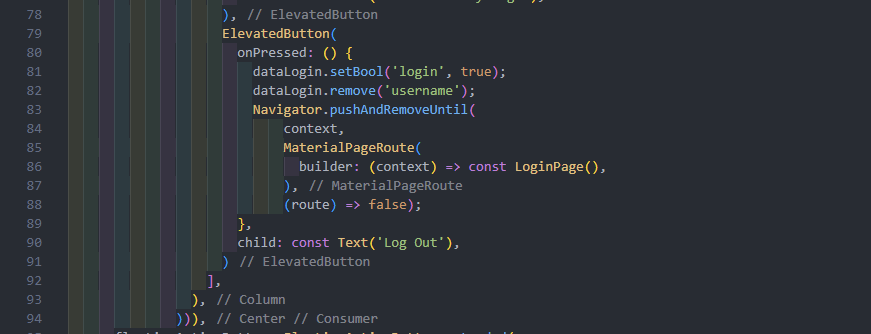 78 ), // ElevatedButton
79 ElevatedButton(
80 onPressed: () {
81 dataLogin.setBool('login', true);
82 dataLogin.remove('username');
83 Navigator.pushAndRemoveUntil(
84 context,
85 MaterialPageRoute(
86 builder: (context) => const LoginPage(),
87 ), // MaterialPageRoute
88 (route) => false);
89 },
90 child: const Text('Log Out'),
91 ) // ElevatedButton
92 ],
93 ), // Column
94 ))), // Center // Consumer